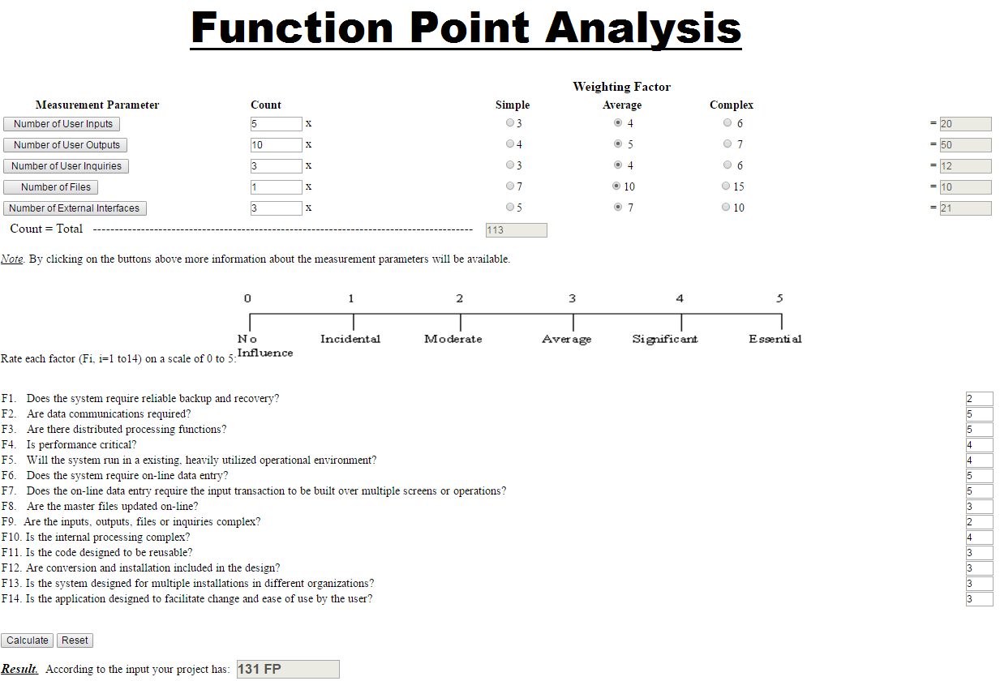 Function Point Analysis
Weighting Factor
Measurement Parameter Count Simple Average Complex
Number of User Inputs 5 x 3 4 6 = 20
Number of User Outputs 10 x 4 5 7 = 50
Number of User Inquiries 3 x 3 4 6 = 12
Number of Files 1 x 7 10 15 = 10
Number of External Interfaces 3 x 5 7 10 = 21
Count = Total ------------------------------------------------------------------------------------------ 113
Note. By clicking on the buttons above more information about the measurement parameters will be available.
0 1 2 3 4 5
No Incidental Moderate Average Significant Essential
Influence
Rate each factor (Fi, i=1 to14) on a scale of 0 to 5:
F1. Does the system require reliable backup and recovery? 2
F2. Are data communications required? 5
F3. Are there distributed processing functions? 5
F4. Is performance critical? 4
F5. Will the system run in a existing, heavily utilized operational environment? 4
F6. Does the system require on-line data entry? 5
F7. Does the on-line data entry require the input transaction to be built over multiple screens or operations? 5
F8. Are the master files updated on-line? 3
F9. Are the inputs, outputs, files or inquiries complex? 2
F10. Is the internal processing complex? 4
F11. Is the code designed to be reusable? 3
F12. Are conversion and installation included in the design? 3
F13. Is the system designed for multiple installations in different organizations? 3
F14. Is the application designed to facilitate change and ease of use by the user? 3
Calculate Reset
Result. According to the input your project has: 131 FP